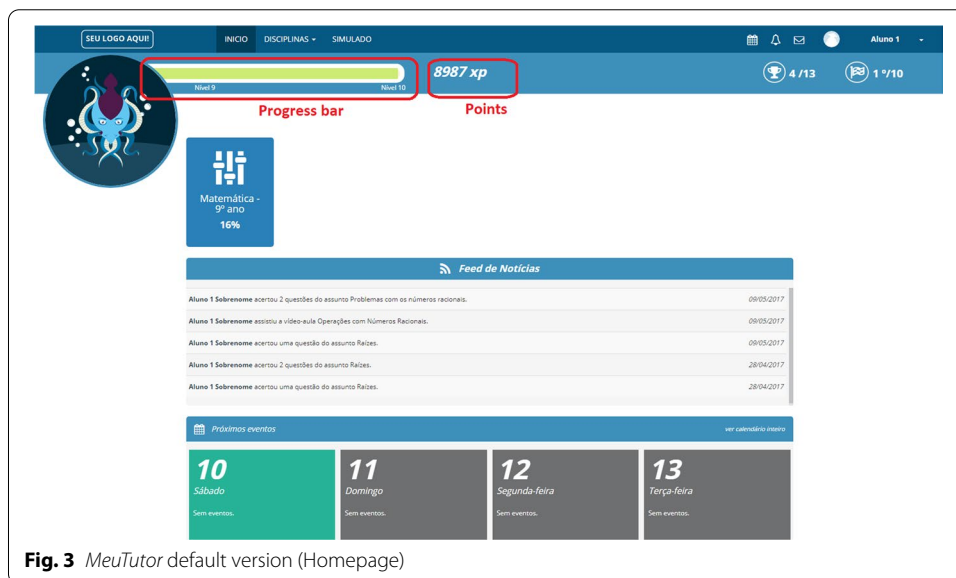 SEU LOGO AQUI!
INICIO DISCIPLINAS SIMULADO
Aluno 1
8987 xp
4 /13
1 º/10
Nível 9
Nível 10
Progress bar
Points
Matemática -
9º ano
16%
Feed de Notícias
Aluno 1 Sobrenome acertou 2 questões do assunto Problemas com os números racionais. 09/05/2017
Aluno 1 Sobrenome assistiu a vídeo-aula Operações com Números Racionais. 09/05/2017
Aluno 1 Sobrenome acertou uma questão do assunto Raízes. 09/05/2017
Aluno 1 Sobrenome acertou 2 questões do assunto Raízes. 28/04/2017
Aluno 1 Sobrenome acertou uma questão do assunto Raízes. 28/04/2017
Próximos eventos ver calendário inteiro
10 11 12 13
Sábado Domingo Segunda-feira Terça-feira
Sem eventos. Sem eventos. Sem eventos. Sem eventos.
Fig. 3 MeuTutor default version (Homepage)